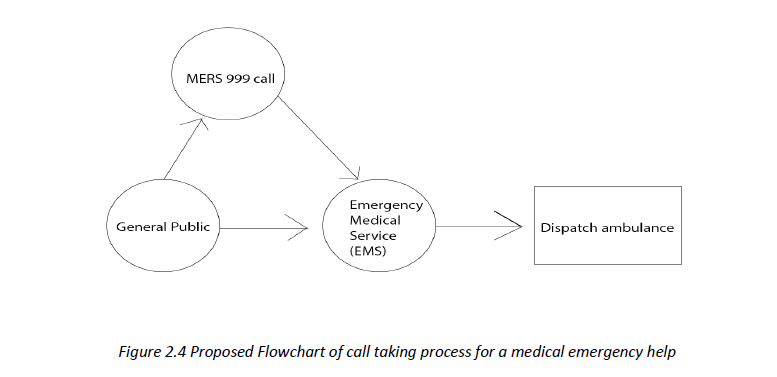 MERS 999 call
General Public
Emergency
Medical
Service
(EMS)
Dispatch ambulance
Figure 2.4 Proposed Flowchart of call taking process for a medical emergency help